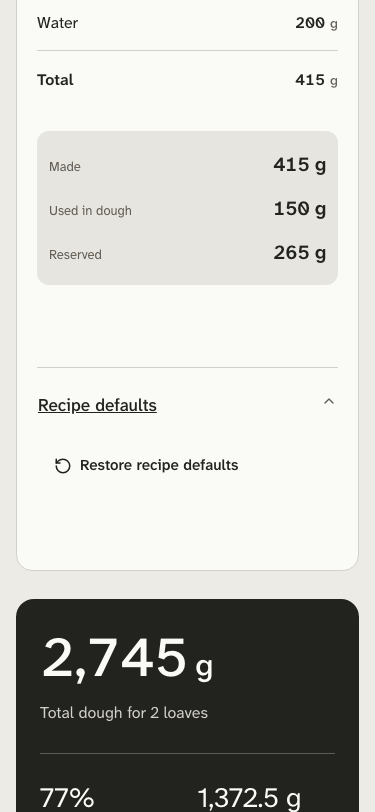 Water 200 g
Total 415 g
Made 415 g
Used in dough 150 g
Reserved 265 g
Recipe defaults
Restore recipe defaults
2,745 g
Total dough for 2 loaves
77% 1,372.5 g